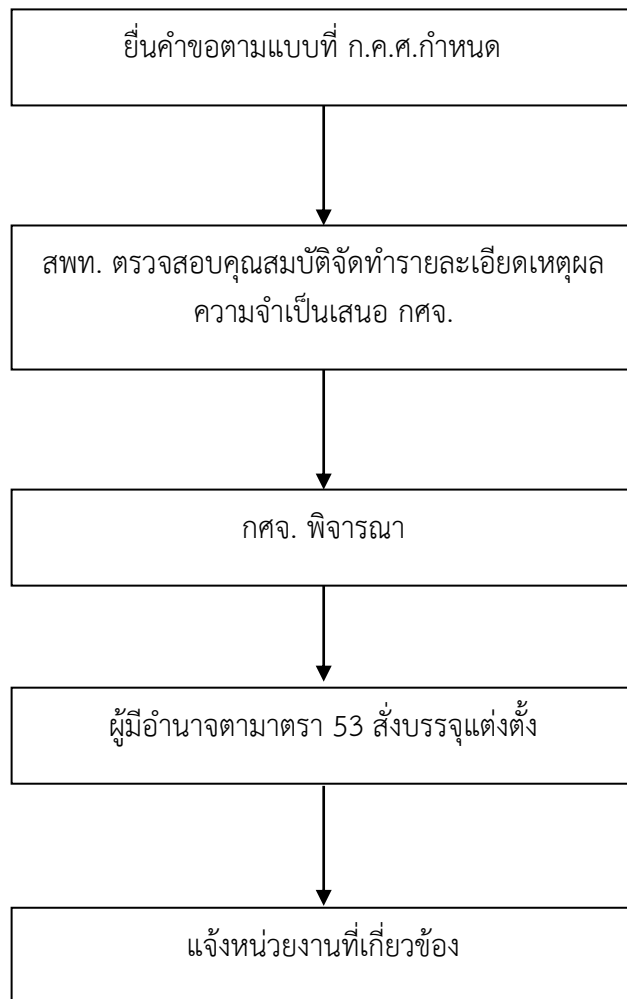 ยื่นคำขอตามแบบที่ ก.ค.ศ.กำหนด
สพท. ตรวจสอบคุณสมบัติจัดทำรายละเอียดเหตุผล
ความจำเป็นเสนอ กศจ.
กศจ. พิจารณา
ผู้มีอำนาจตามาตรา 53 สั่งบรรจุแต่งตั้ง
แจ้งหน่วยงานที่เกี่ยวข้อง